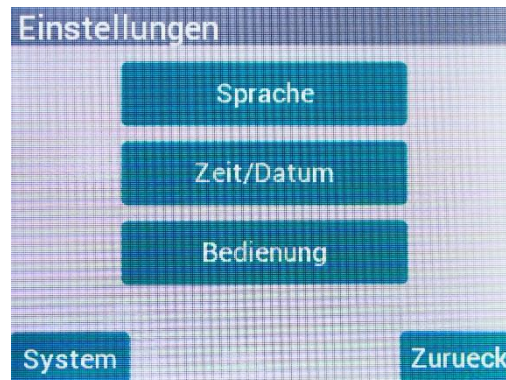 Einstellungen
Sprache
Zeit/Datum
Bedienung
System
Zurueck